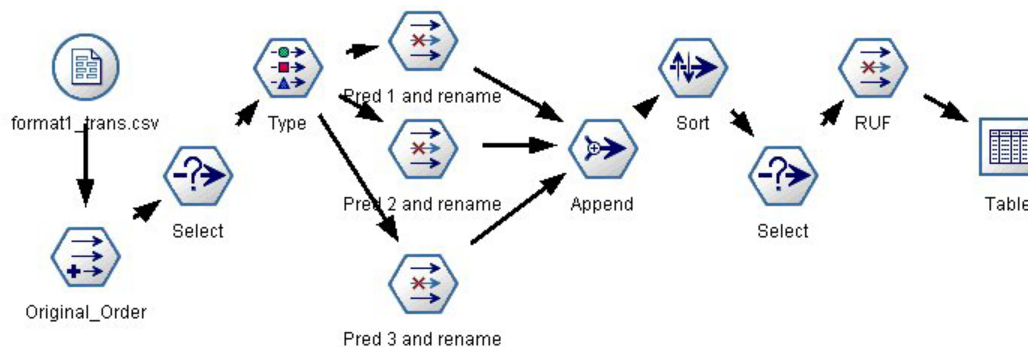 format1_trans.csv
Original_Order
Select
Type
Pred 1 and rename
Pred 2 and rename
Pred 3 and rename
Append
Sort
Select
RUF
Table